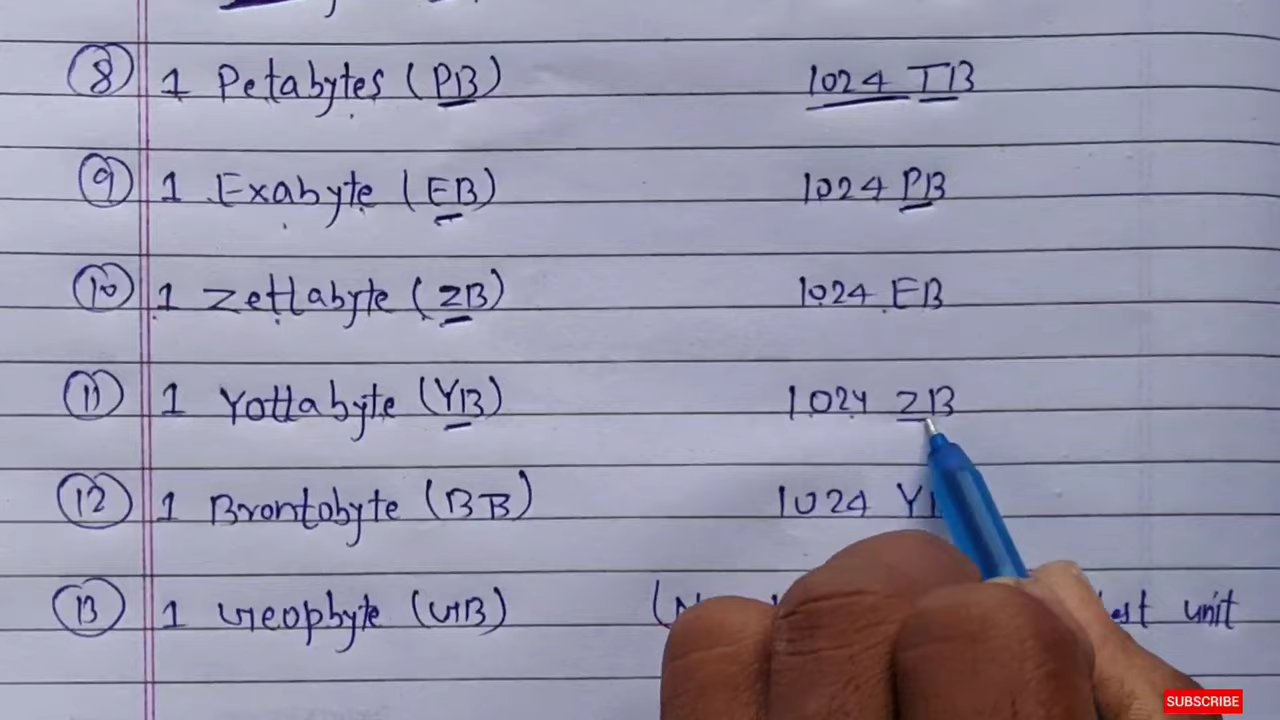 8 1 Petabytes (PB) 1024 TB
9 1 Exabyte (EB) 1024 PB
10 1 Zettabyte (ZB) 1024 EB
11 1 Yottabyte (YB) 1024 ZB
12 1 Brontobyte (BB) 1024
13 1 Geophyte (GB) unit
SUBSCRIBE